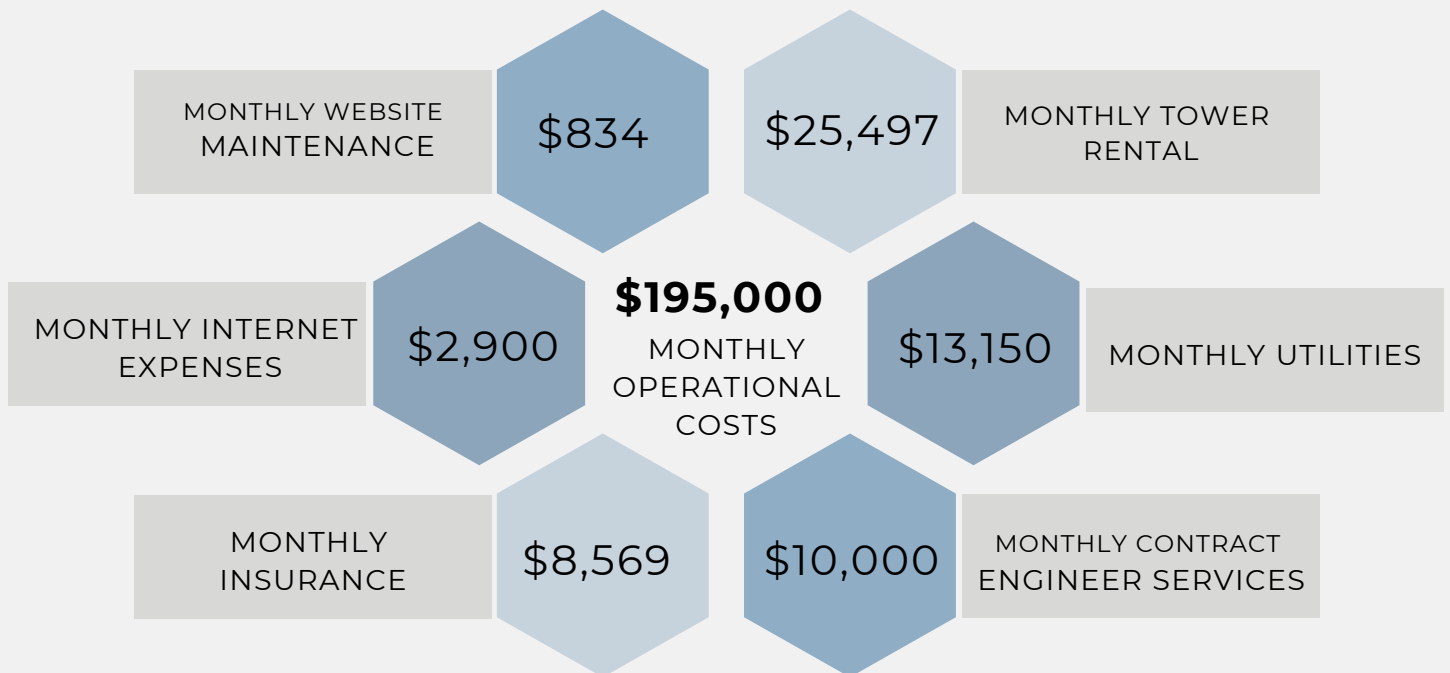 MONTHLY WEBSITE
MAINTENANCE
$834
$25,497
MONTHLY TOWER
RENTAL
MONTHLY INTERNET
EXPENSES
$2,900
$195,000
MONTHLY
OPERATIONAL
COSTS
$13,150
MONTHLY UTILITIES
MONTHLY
INSURANCE
$8,569
$10,000
MONTHLY CONTRACT
ENGINEER SERVICES